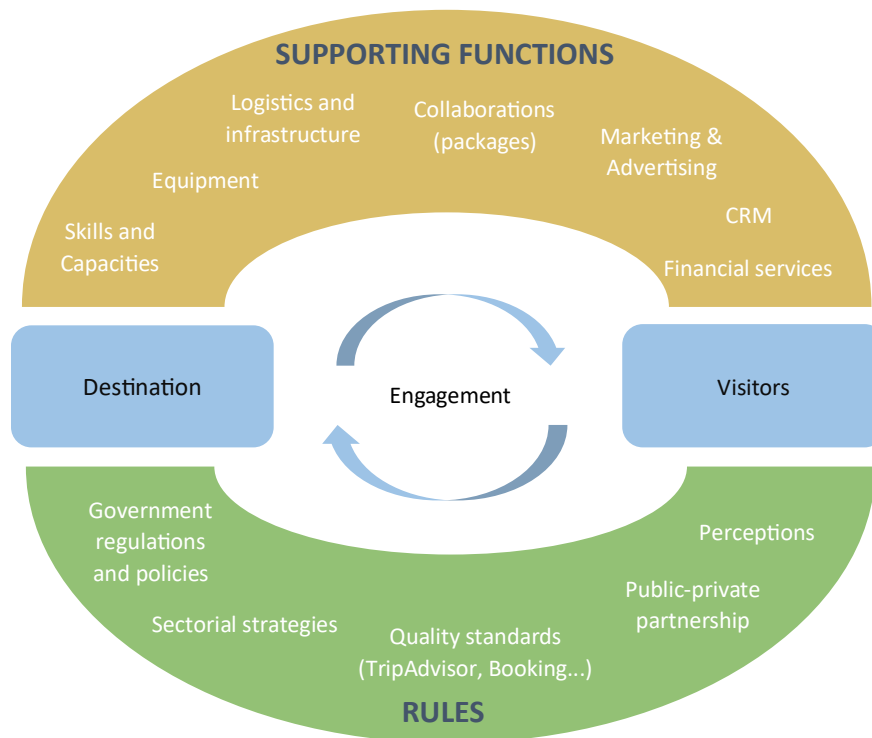 SUPPORTING FUNCTIONS
Logistics and
infrastructure
Collaborations
(packages)
Marketing &
Advertising
Equipment
CRM
Skills and
Capacities
Financial services
Destination
Engagement
Visitors
Government
regulations
and policies
Perceptions
Public-private
partnership
Sectorial strategies
Quality standards
(TripAdvisor, Booking...)
RULES